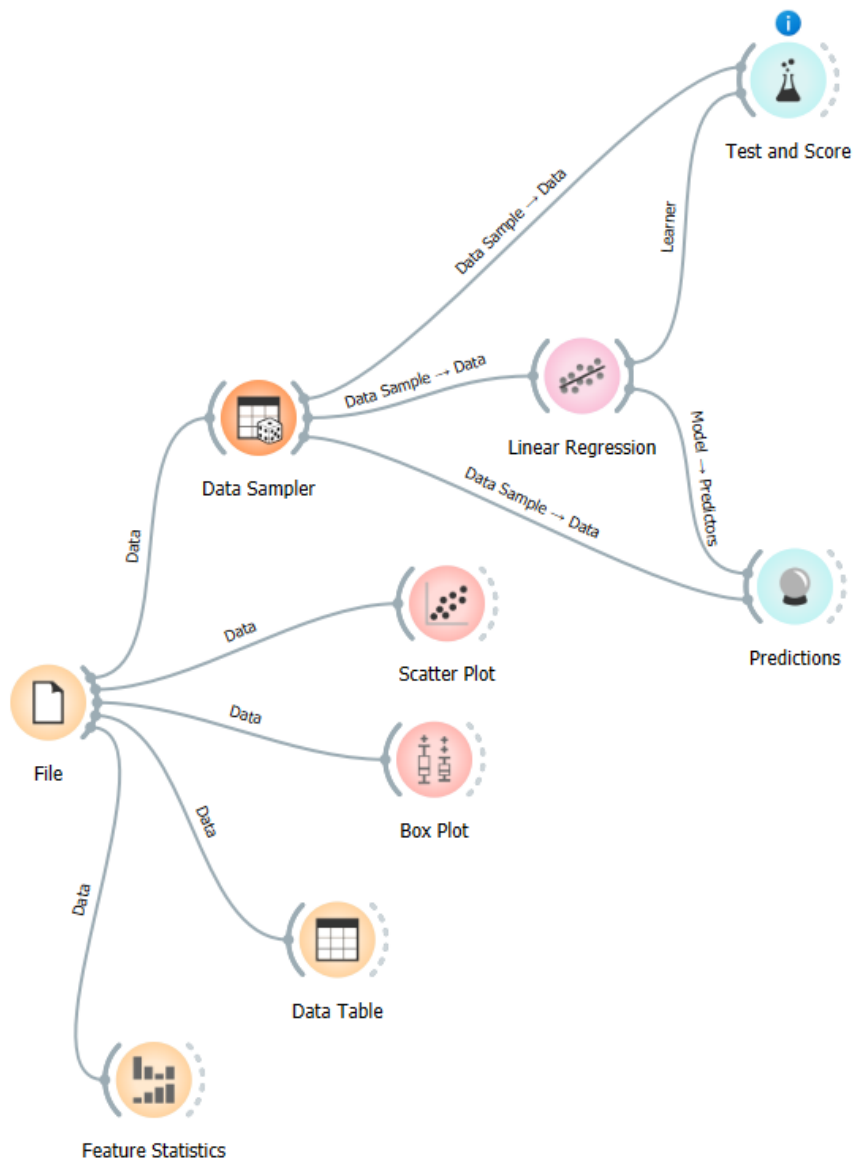 i
Test and Score
Data Sample → Data
Learner
Data Sample → Data
Linear Regression
Data Sampler
Model → Predictors
Data Sample → Data
Data
Data
Scatter Plot
Predictions
Data
File
Box Plot
Data
Data
Data Table
Feature Statistics